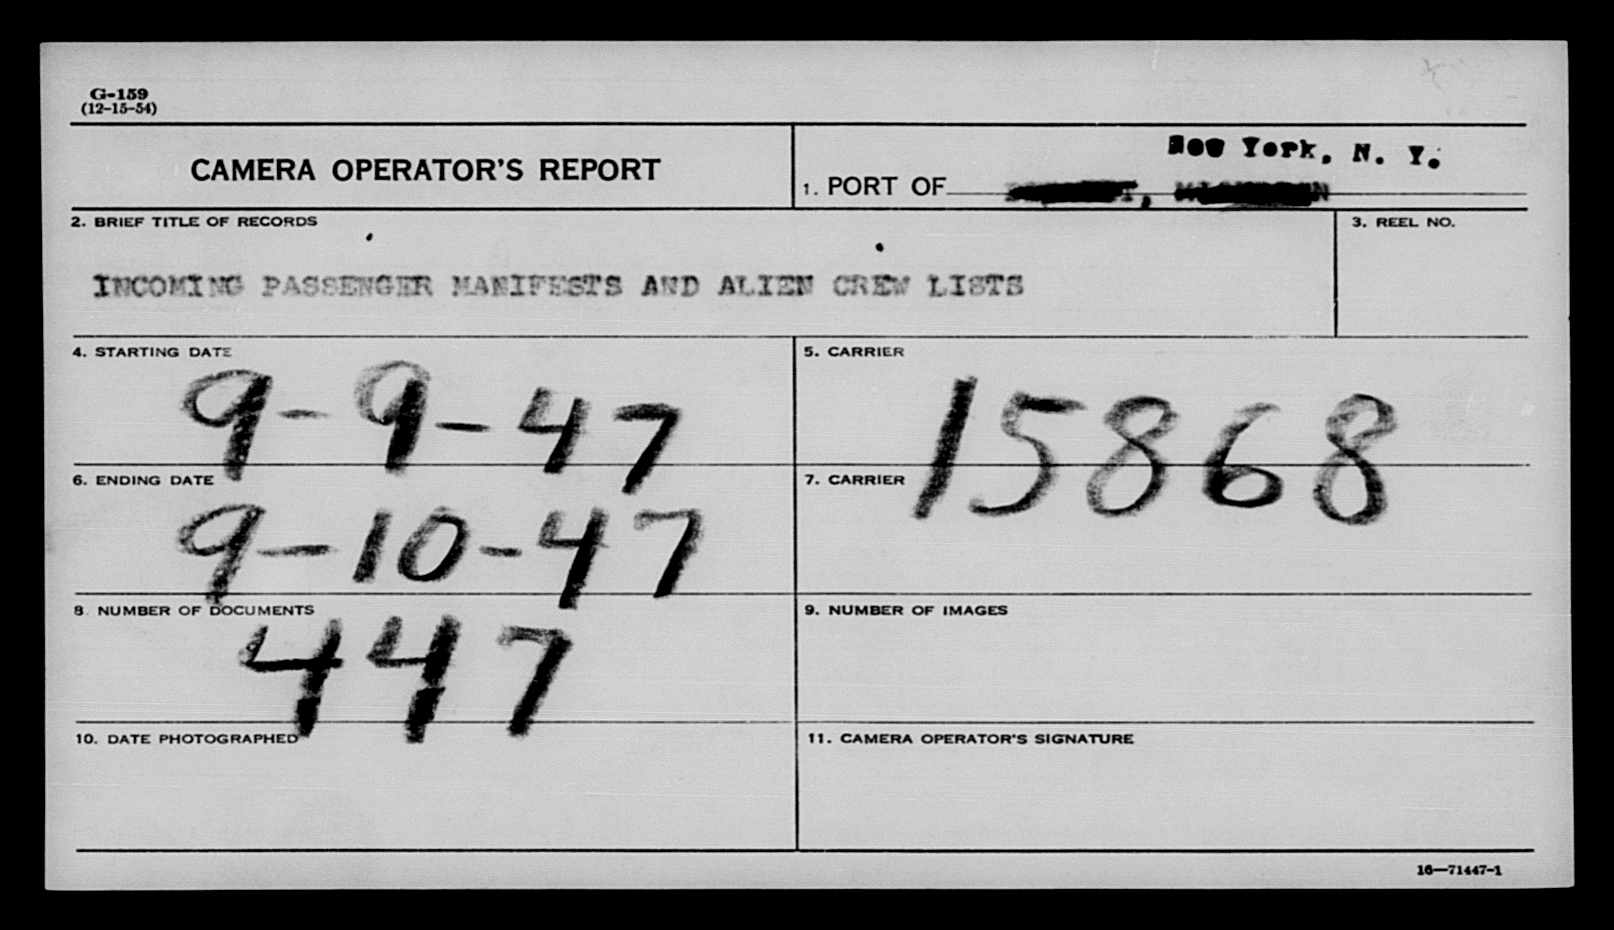 G-159
(12-15-54)
CAMERA OPERATOR'S REPORT
1. PORT OF
New York, N. Y.
2. BRIEF TITLE OF RECORDS
3. REEL NO.
INCOMING PASSENGER MANIFESTS AND ALIEN CREW LISTS
4. STARTING DATE
9-9-47
5. CARRIER
15868
6. ENDING DATE
9-10-47
7. CARRIER
8. NUMBER OF DOCUMENTS
447
9. NUMBER OF IMAGES
10. DATE PHOTOGRAPHED
11. CAMERA OPERATOR'S SIGNATURE
16—71447-1